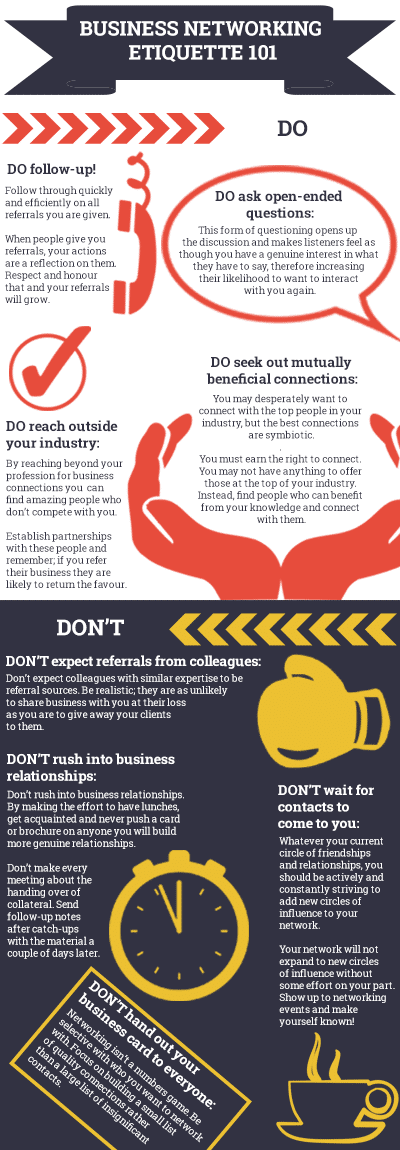 BUSINESS NETWORKING
ETIQUETTE 101
DO
DO follow-up!
Follow through quickly
and efficiently on all
referrals you are given.
When people give you
referrals, your actions
are a reflection on them.
Respect and honour
that and your referrals
will grow.
DO ask open-ended
questions:
This form of questioning opens up
the discussion and makes listeners feel as
though you have a genuine interest in what
they have to say, therefore increasing
their likelihood to want to interact
with you again.
DO reach outside
your industry:
By reaching beyond your
profession for business
connections you can
find amazing people who
don't compete with you.
Establish partnerships
with these people and
remember; if you refer
their business they are
likely to return the favour.
DO seek out mutually
beneficial connections:
You may desperately want to
connect with the top people in your
industry, but the best connections
are symbiotic.
You must earn the right to connect.
You may not have anything to offer
those at the top of your industry.
Instead, find people who can benefit
from your knowledge and connect
with them.
DON'T
DON'T expect referrals from colleagues:
Don't expect colleagues with similar expertise to be
referral sources. Be realistic; they are as unlikely
to share business with you at their loss
as you are to give away your clients
to them.
DON'T rush into business
relationships:
Don't rush into business relationships.
By making the effort to have lunches,
get acquainted and never push a card
or brochure on anyone you will build
more genuine relationships.
Don't make every
meeting about the
handing over of
collateral. Send
follow-up notes
after catch-ups
with the material a
couple of days later.
DON'T wait for
contacts to
come to you:
Whatever your current
circle of friendships
and relationships, you
should be actively and
constantly striving to
add new circles of
influence to your
network.
Your network will not
expand to new circles
of influence without
some effort on your part.
Show up to networking
events and make
yourself known!
DON'T hand out your
business card to everyone:
Networking isn't a numbers game. Be
selective with who you want to network
with. Focus on building a small list
of quality connections rather
than a large list of insignificant
contacts.